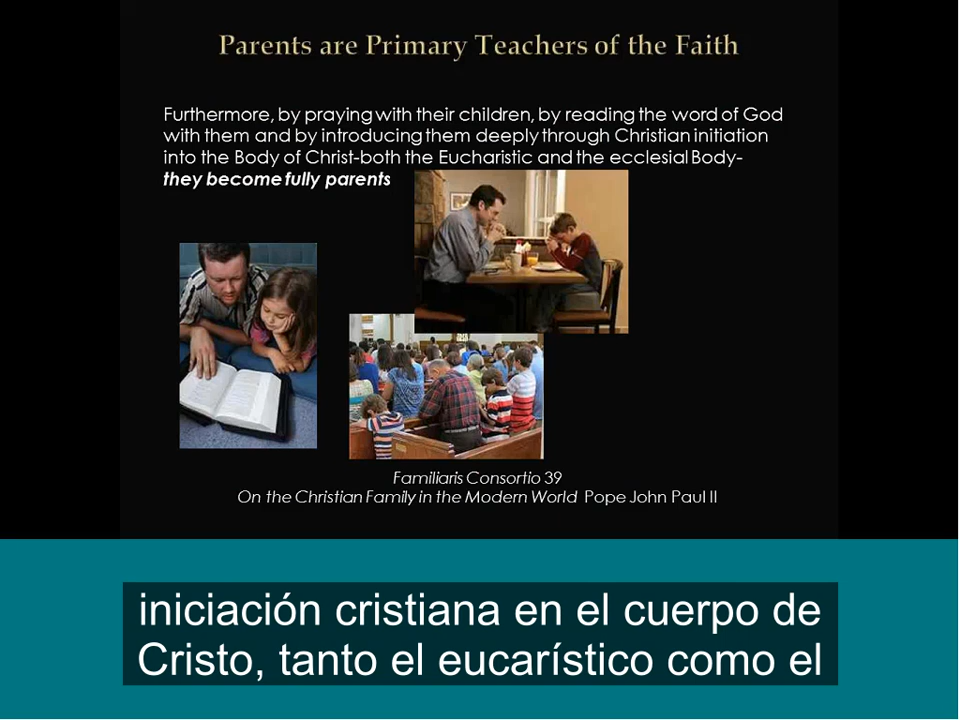 Parents are Primary Teachers of the Faith
Furthermore, by praying with their children, by reading the word of God
with them and by introducing them deeply through Christian initiation
into the Body of Christ-both the Eucharistic and the ecclesial Body-
they become fully parents
Familiaris Consortio 39
On the Christian Family in the Modern World Pope John Paul II
iniciación cristiana en el cuerpo de
Cristo, tanto el eucarístico como el